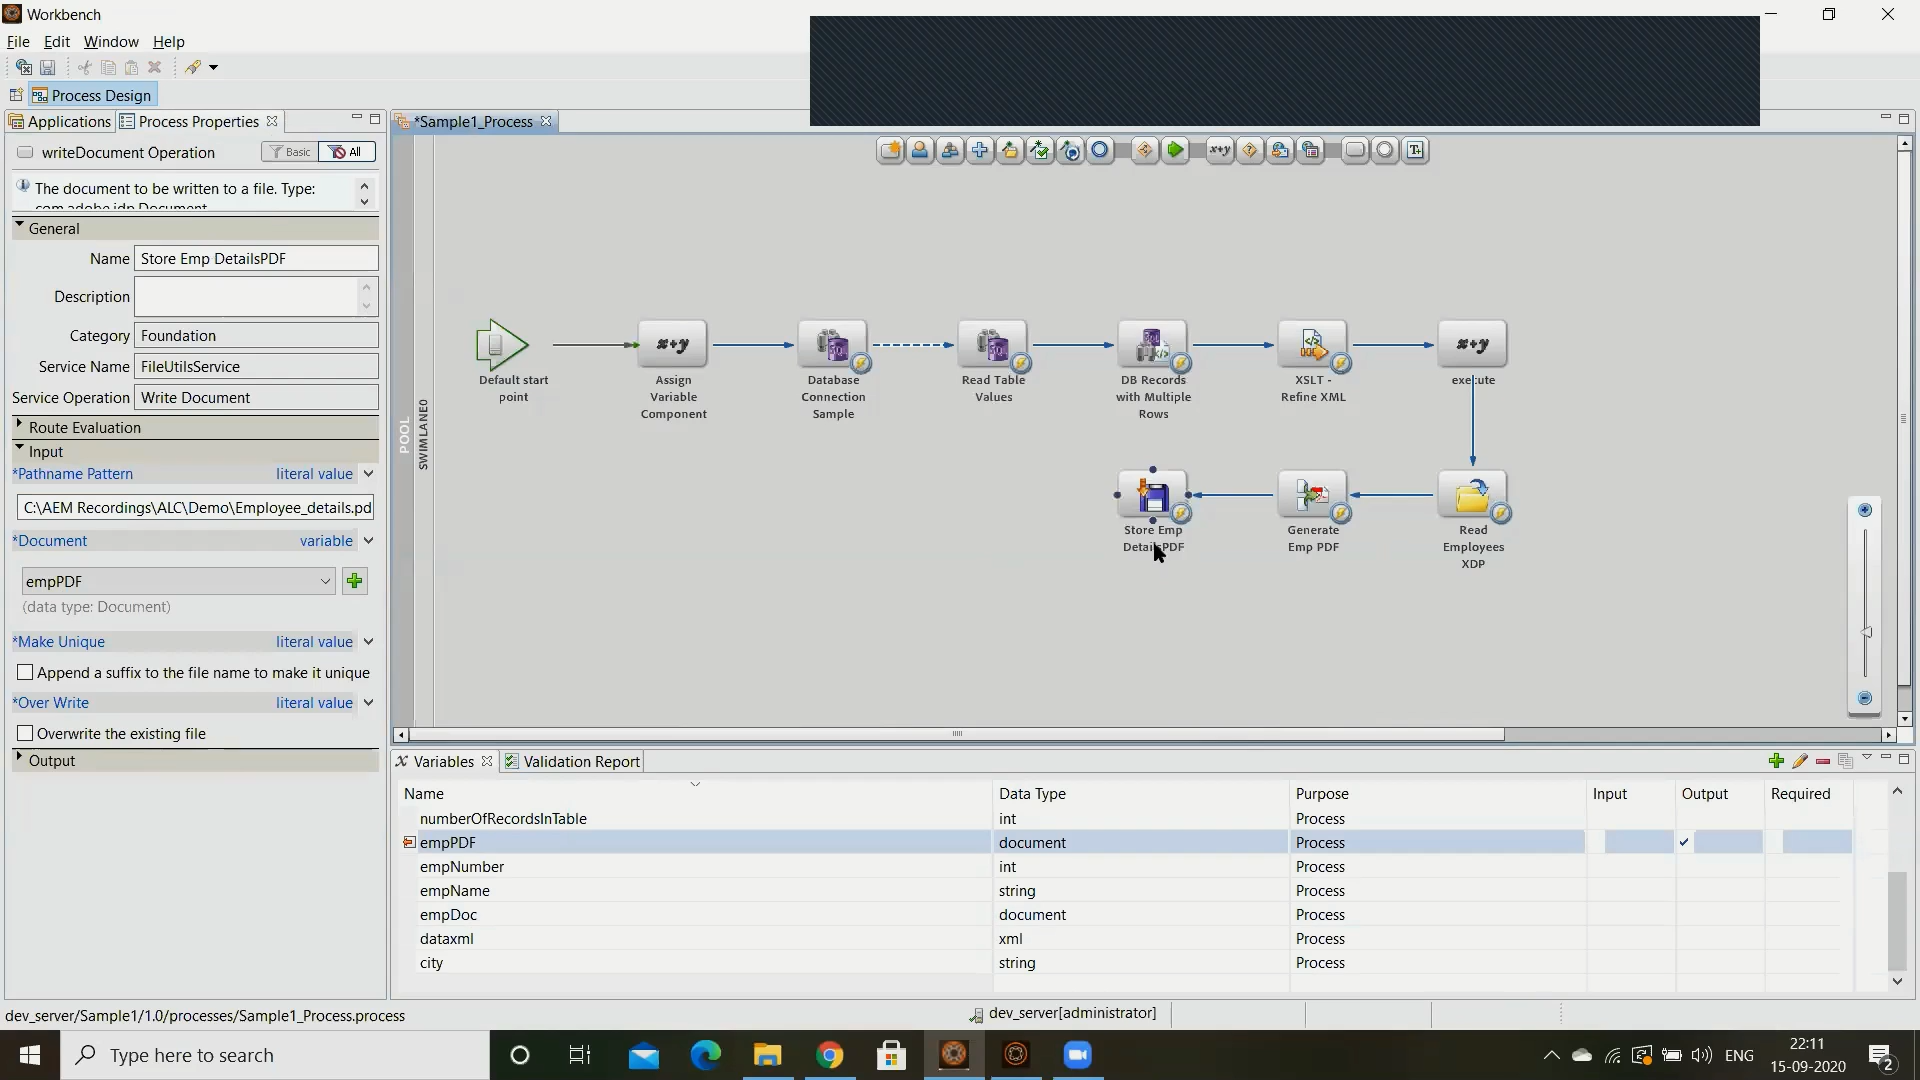 Workbench
File Edit Window Help
Process Design
Applications Process Properties
*Sample1_Process
writeDocument Operation Basic All
The document to be written to a file. Type:
com.adobe.idp.Document
General
Name Store Emp DetailsPDF
Description
Category Foundation
Service Name FileUtilsService
Service Operation Write Document
Route Evaluation
Input
*Pathname Pattern literal value
C:\AEM Recordings\ALC\Demo\Employee_details.pd
*Document variable
empPDF
(data type: Document)
*Make Unique literal value
Append a suffix to the file name to make it unique
*Over Write literal value
Overwrite the existing file
Output
POOL
SWIMLANE0
x+y
T
Default start
point
x+y
Assign
Variable
Component
SQL
Database
Connection
Sample
SQL
Read Table
Values
SQL
DB Records
with Multiple
Rows
XSLT -
Refine XML
x+y
execute
Store Emp
DetailsPDF
Generate
Emp PDF
Read
Employees
XDP
Variables Validation Report
Name Data Type Purpose Input Output Required
numberOfRecordsInTable int Process
empPDF document Process
empNumber int Process
empName string Process
empDoc document Process
dataxml xml Process
city string Process
dev_server/Sample1/1.0/processes/Sample1_Process.process
dev_server[administrator]
Type here to search
ENG
22:11
15-09-2020
2